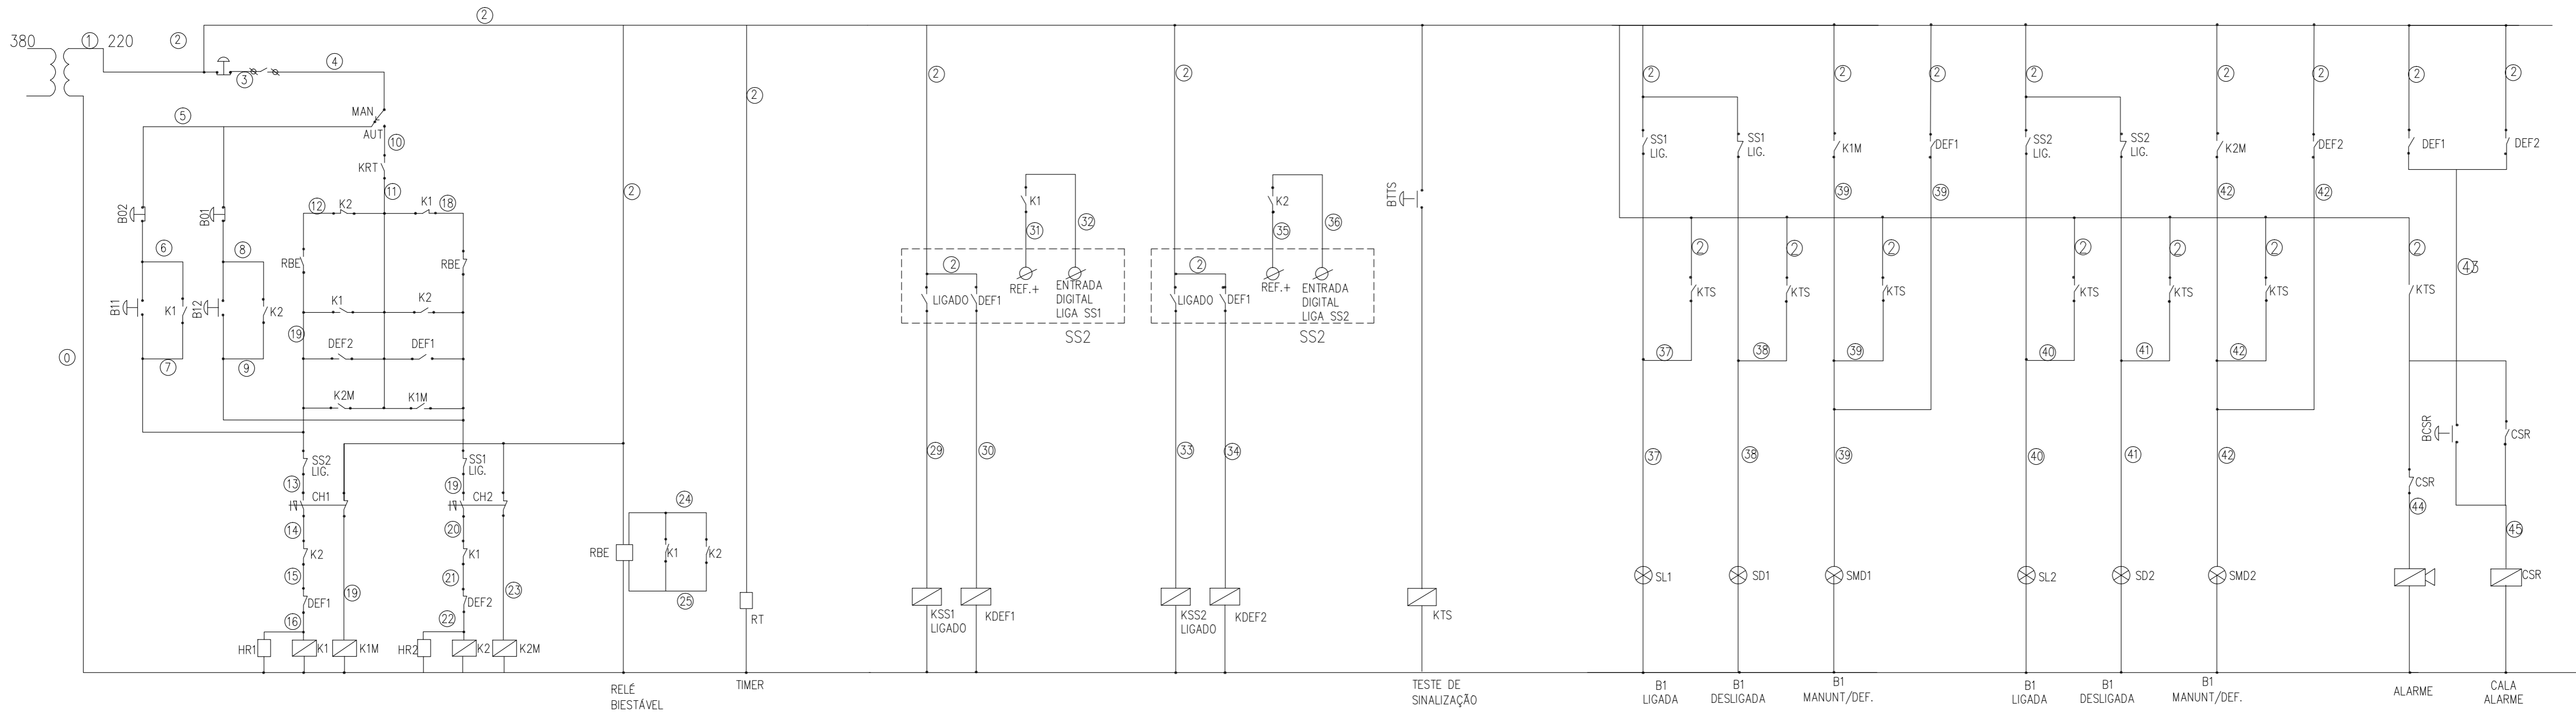 2
380
1
220
2
3
4
MAN
5
AUT
10
KRT
11
B02
B01
12
K2
K1
18
6
8
RBE
RBE
B11
K1
B12
K2
K1
K2
19
DEF2
DEF1
0
7
9
K2M
K1M
SS2
LIG.
SS1
LIG.
13
CH1
19
CH2
14
20
K2
K1
15
21
DEF1
19
DEF2
23
16
22
HR1
K1
K1M
HR2
K2
K2M
2
24
RBE
K1
K2
25
RELÉ
BIESTÁVEL
2
RT
TIMER
2
K1
31
32
2
REF.+
ENTRADA
DIGITAL
LIGA SS1
LIGADO
DEF1
SS2
29
30
KSS1
LIGADO
KDEF1
2
K2
35
36
2
REF.+
ENTRADA
DIGITAL
LIGA SS2
LIGADO
DEF1
SS2
33
34
KSS2
LIGADO
KDEF2
BTTS
KTS
TESTE DE
SINALIZAÇÃO
2
2
2
2
2
2
2
2
SS1
LIG.
SS1
LIG.
K1M
DEF1
SS2
LIG.
SS2
LIG.
K2M
DEF2
DEF1
DEF2
39
39
42
42
2
2
2
2
2
2
2
43
KTS
KTS
KTS
KTS
KTS
KTS
KTS
37
38
39
40
41
42
BCSR
CSR
37
38
39
40
41
42
CSR
44
45
SL1
SD1
SMD1
SL2
SD2
SMD2
CSR
B1
LIGADA
B1
DESLIGADA
B1
MANUNT/DEF.
B1
LIGADA
B1
DESLIGADA
B1
MANUNT/DEF.
ALARME
CALA
ALARME